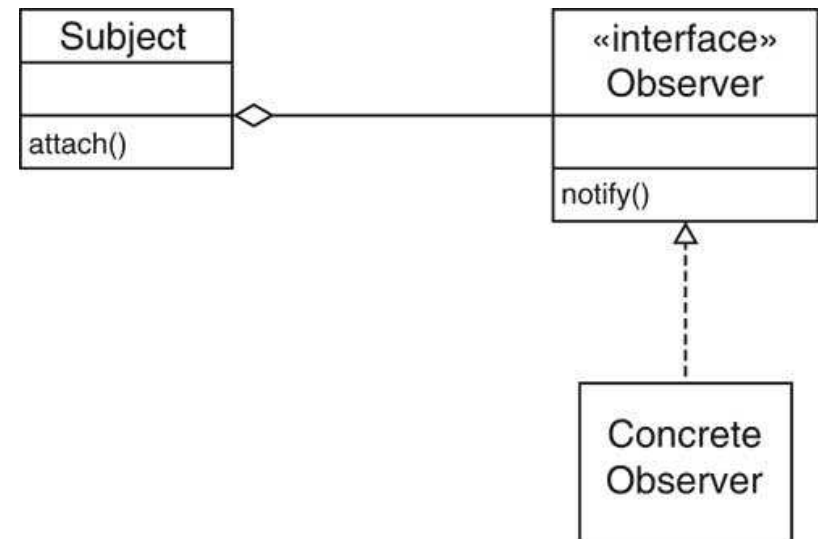 Subject
attach()
«interface»
Observer
notify()
Concrete
Observer